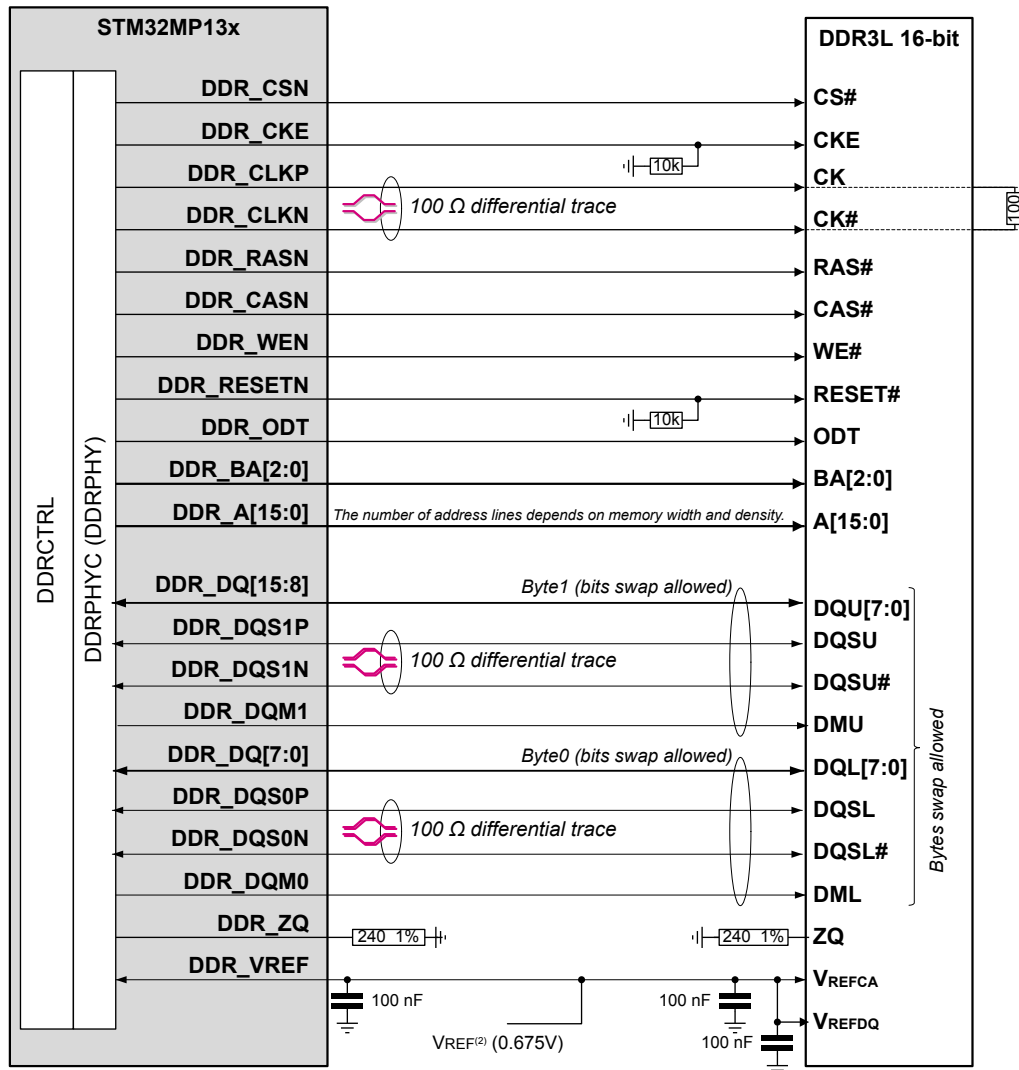 STM32MP13x
DDR3L 16-bit
DDRCTRL
DDRPHYC (DDRPHY)
DDR_CSN CS#
DDR_CKE CKE
10k
DDR_CLKP CK
100 Ω differential trace
100
DDR_CLKN CK#
DDR_RASN RAS#
DDR_CASN CAS#
DDR_WEN WE#
DDR_RESETN RESET#
10k
DDR_ODT ODT
DDR_BA[2:0] BA[2:0]
DDR_A[15:0] The number of address lines depends on memory width and density. A[15:0]
DDR_DQ[15:8] Byte1 (bits swap allowed) DQU[7:0]
DDR_DQS1P DQSU
100 Ω differential trace
DDR_DQS1N DQSU#
DDR_DQM1 DMU
DDR_DQ[7:0] Byte0 (bits swap allowed) DQL[7:0]
Bytes swap allowed
DDR_DQS0P DQSL
100 Ω differential trace
DDR_DQS0N DQSL#
DDR_DQM0 DML
DDR_ZQ 240 1% 240 1% ZQ
DDR_VREF VREFCA
100 nF 100 nF
VREFDQ
VREF(2) (0.675V) 100 nF